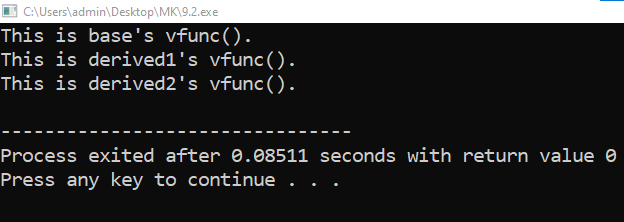 C:\Users\admin\Desktop\MK\9.2.exe
This is base's vfunc().
This is derived1's vfunc().
This is derived2's vfunc().
--------------------------------
Process exited after 0.08511 seconds with return value 0
Press any key to continue . . .